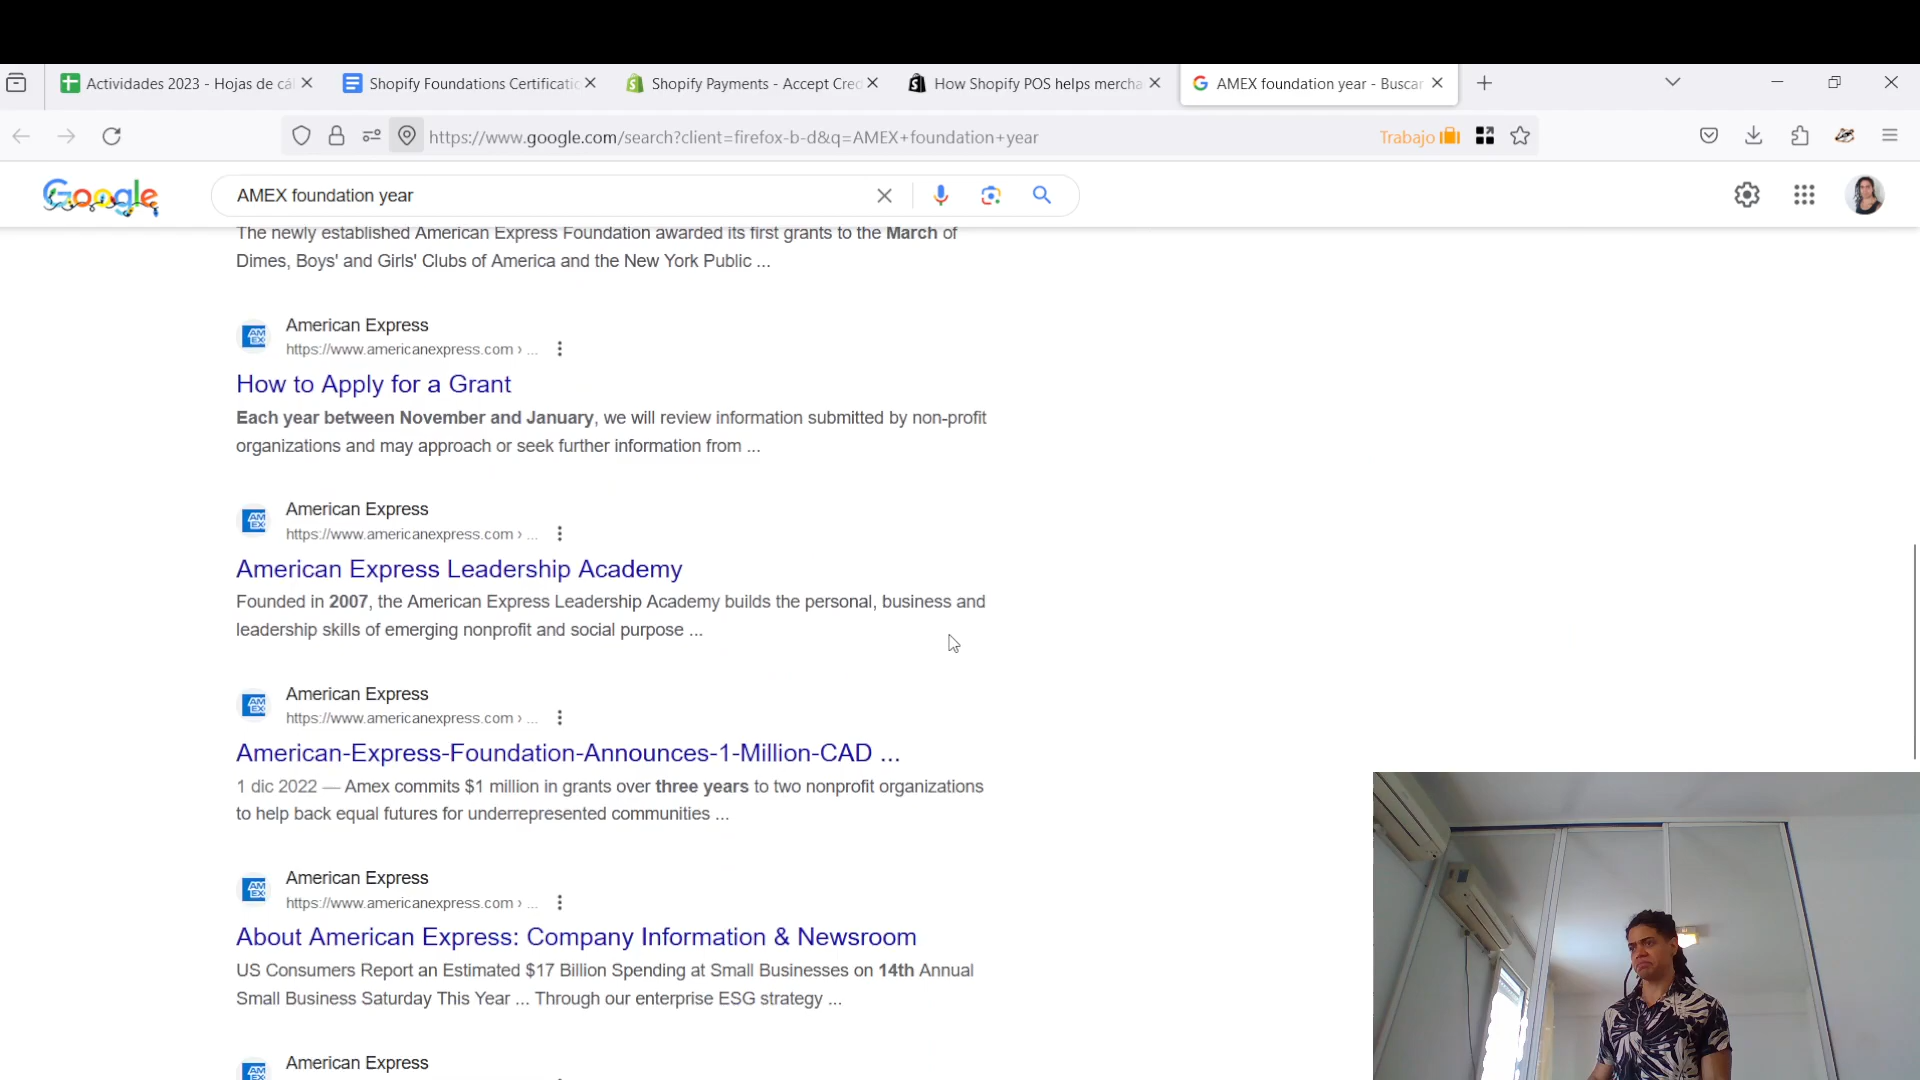 Actividades 2023 - Hojas de cál
Shopify Foundations Certificatic
Shopify Payments - Accept Cred
How Shopify POS helps mercha
AMEX foundation year - Buscar
https://www.google.com/search?client=firefox-b-d&q=AMEX+foundation+year
Trabajo
Google
AMEX foundation year
The newly established American Express Foundation awarded its first grants to the March of
Dimes, Boys' and Girls' Clubs of America and the New York Public ...
American Express
https://www.americanexpress.com › ...
How to Apply for a Grant
Each year between November and January, we will review information submitted by non-profit
organizations and may approach or seek further information from ...
American Express
https://www.americanexpress.com › ...
American Express Leadership Academy
Founded in 2007, the American Express Leadership Academy builds the personal, business and
leadership skills of emerging nonprofit and social purpose ...
American Express
https://www.americanexpress.com › ...
American-Express-Foundation-Announces-1-Million-CAD ...
1 dic 2022 — Amex commits $1 million in grants over three years to two nonprofit organizations
to help back equal futures for underrepresented communities ...
American Express
https://www.americanexpress.com › ...
About American Express: Company Information & Newsroom
US Consumers Report an Estimated $17 Billion Spending at Small Businesses on 14th Annual
Small Business Saturday This Year ... Through our enterprise ESG strategy ...
American Express